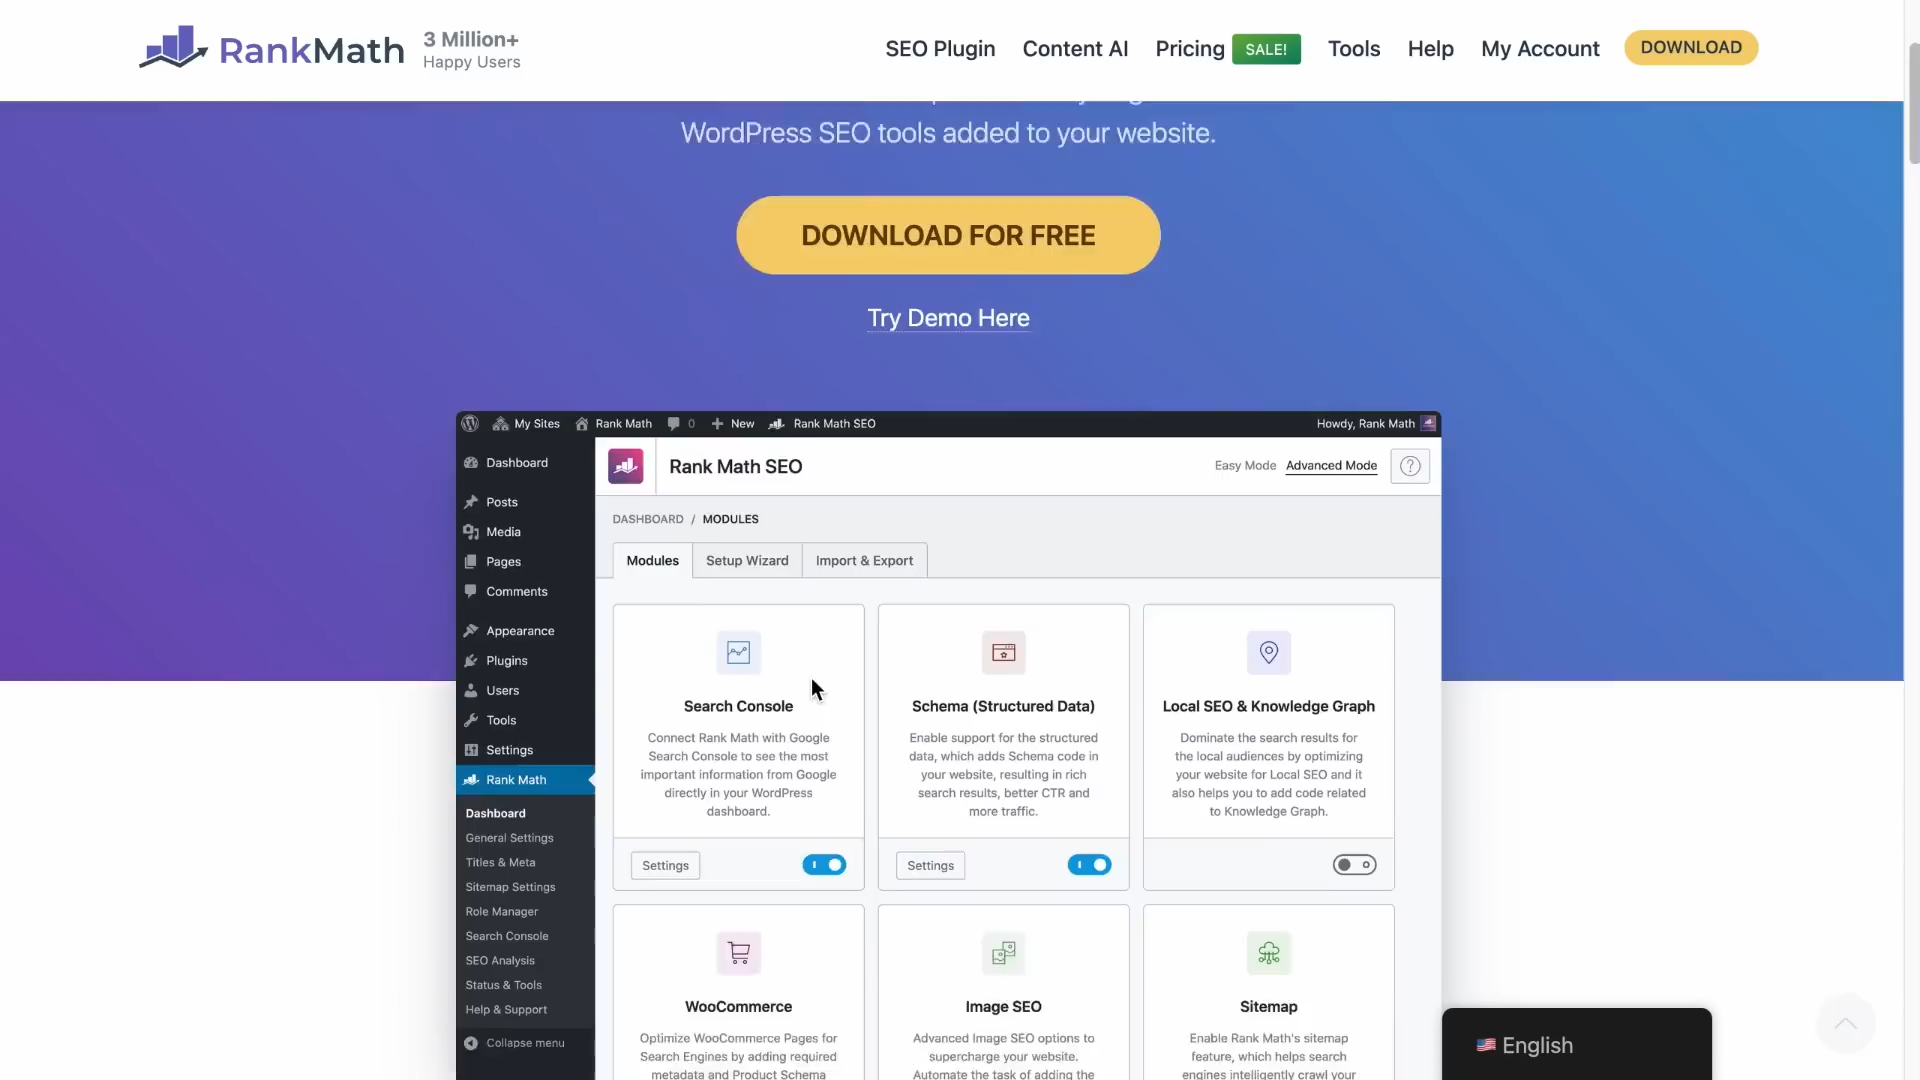 RankMath
3 Million+
Happy Users
SEO Plugin
Content AI
Pricing
SALE!
Tools
Help
My Account
DOWNLOAD
WordPress SEO tools added to your website.
DOWNLOAD FOR FREE
Try Demo Here
My Sites
Rank Math
0
New
Rank Math SEO
Howdy, Rank Math
Dashboard
Posts
Media
Pages
Comments
Appearance
Plugins
Users
Tools
Settings
Rank Math
Dashboard
General Settings
Titles & Meta
Sitemap Settings
Role Manager
Search Console
SEO Analysis
Status & Tools
Help & Support
Collapse menu
Rank Math SEO
Easy Mode
Advanced Mode
?
DASHBOARD / MODULES
Modules
Setup Wizard
Import & Export
Search Console
Connect Rank Math with Google
Search Console to see the most
important information from Google
directly in your WordPress
dashboard.
Settings
Schema (Structured Data)
Enable support for the structured
data, which adds Schema code in
your website, resulting in rich
search results, better CTR and
more traffic.
Settings
Local SEO & Knowledge Graph
Dominate the search results for
the local audiences by optimizing
your website for Local SEO and it
also helps you to add code related
to Knowledge Graph.
WooCommerce
Optimize WooCommerce Pages for
Search Engines by adding required
metadata and Product Schema
Image SEO
Advanced Image SEO options to
supercharge your website.
Automate the task of adding the
Sitemap
Enable Rank Math's sitemap
feature, which helps search
engines intelligently crawl your
English